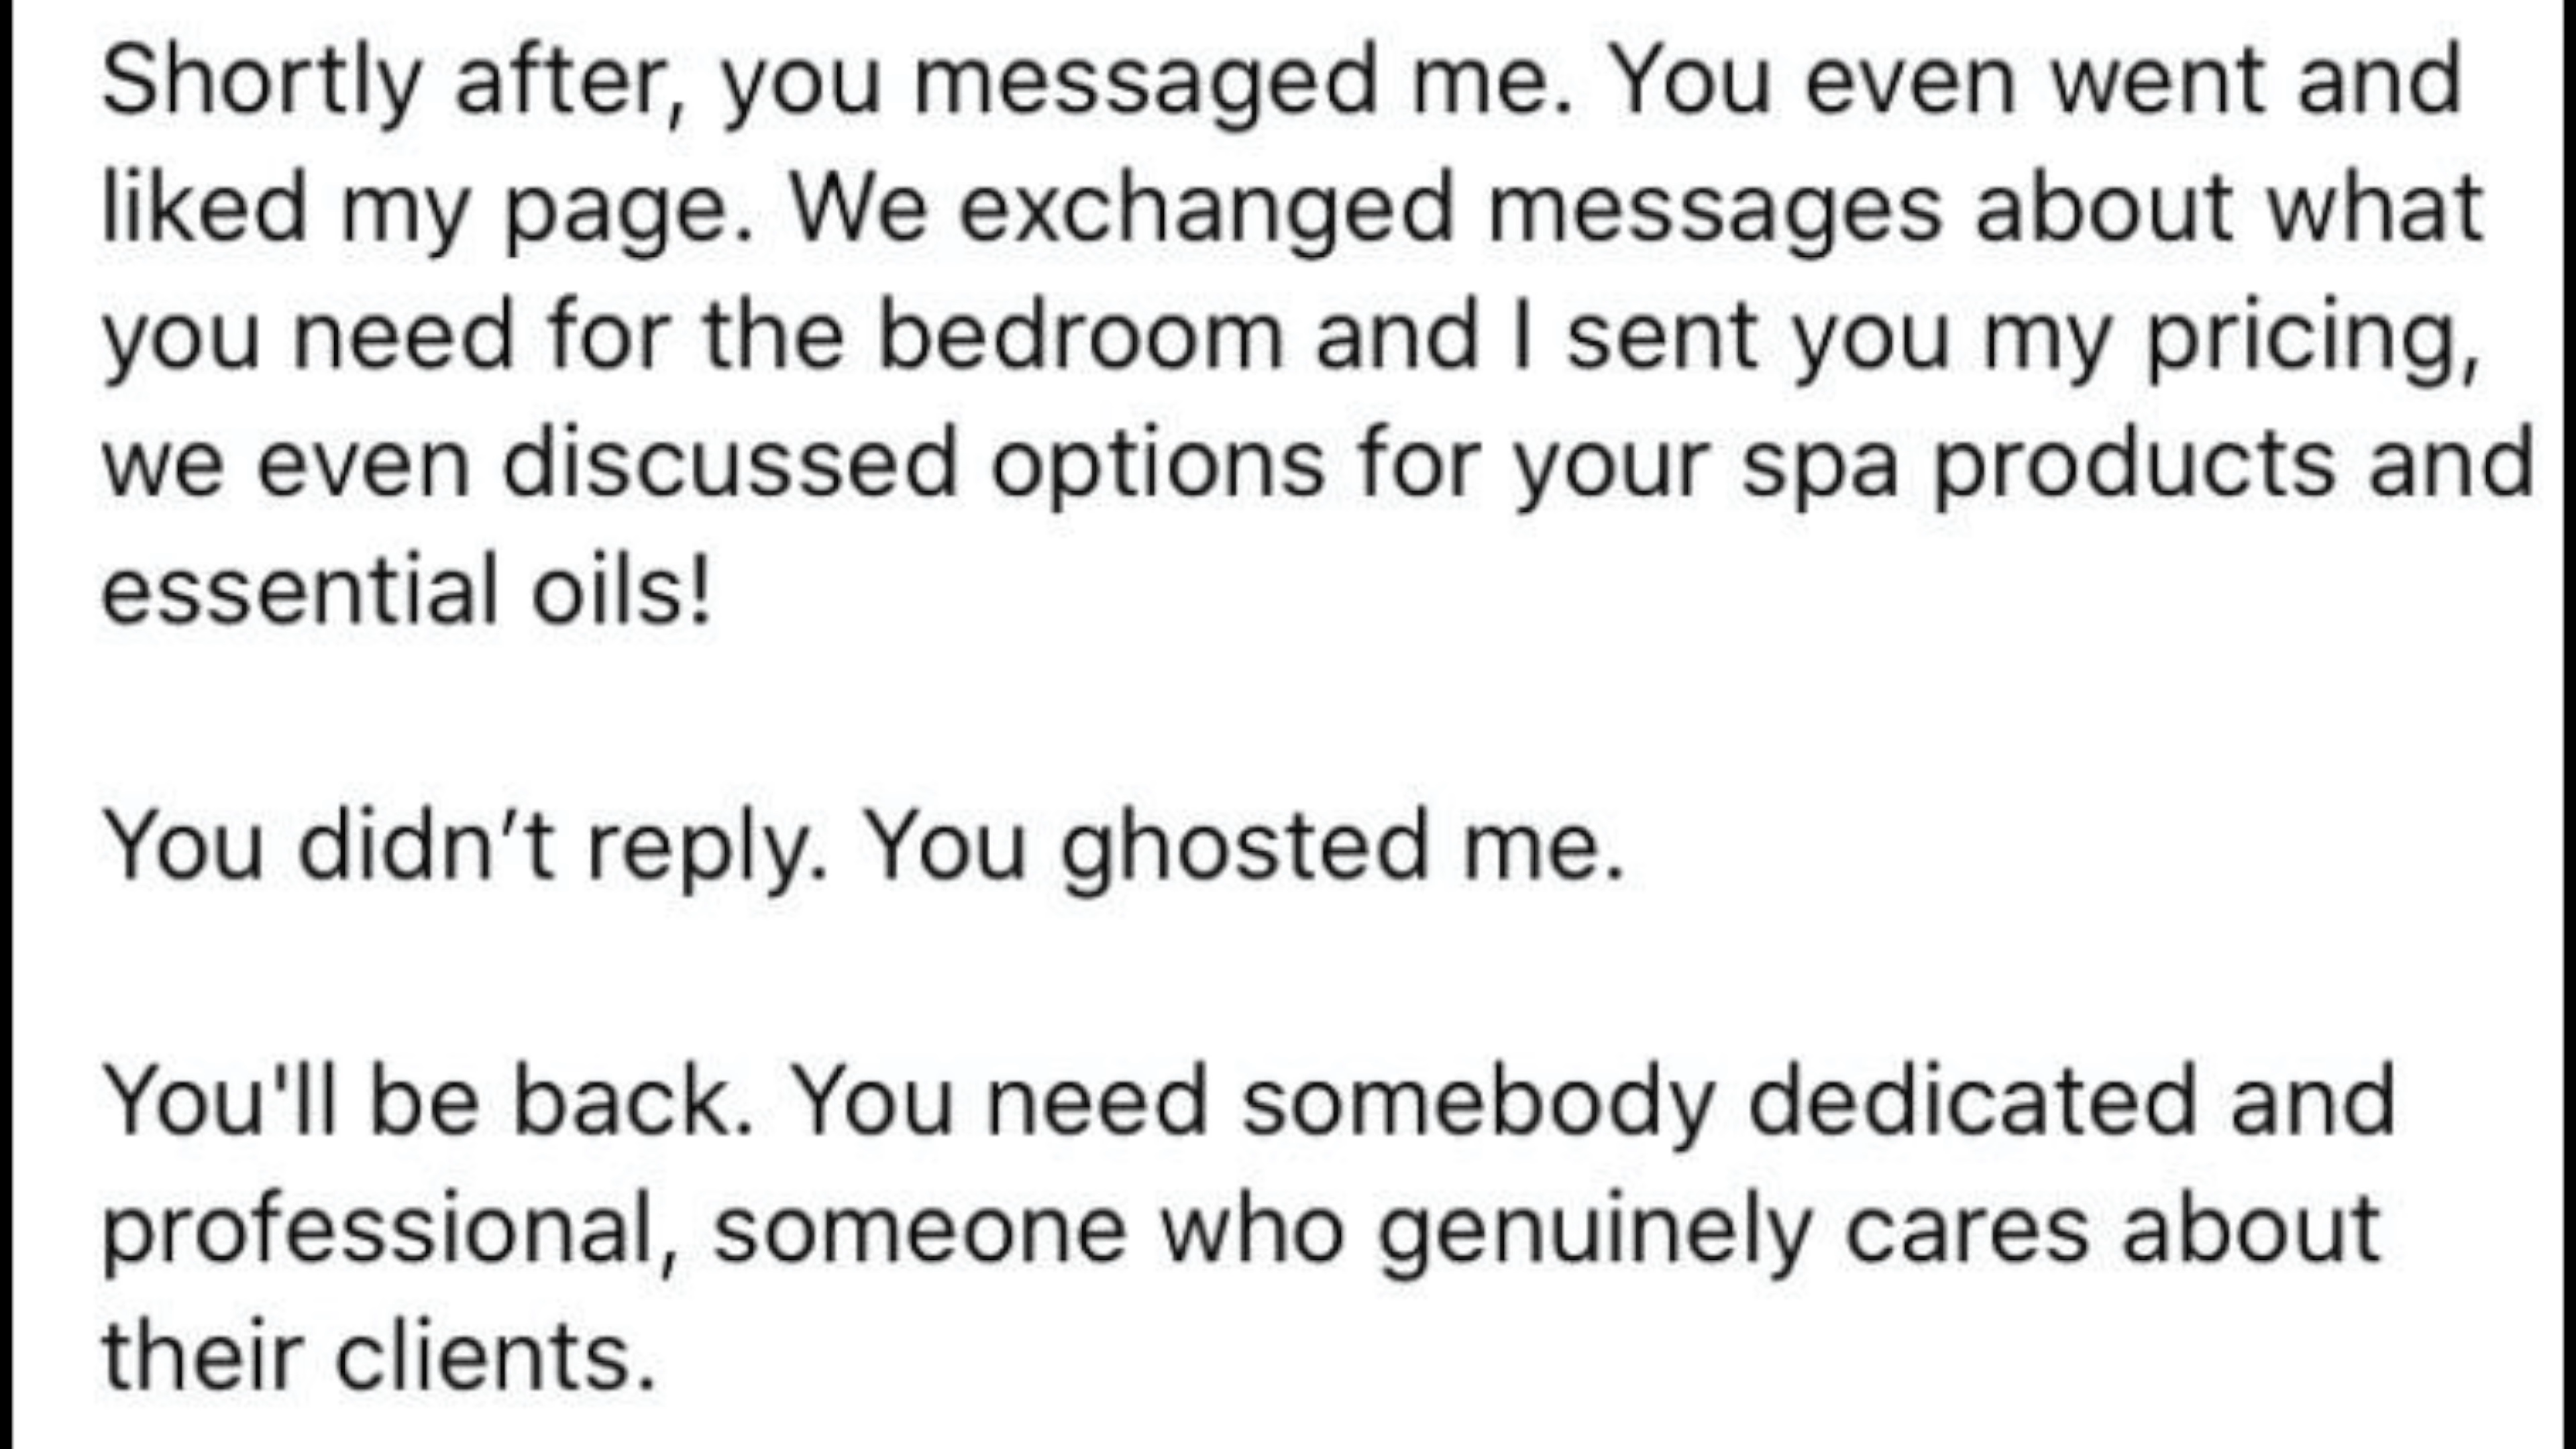 Shortly after, you messaged me. You even went and
liked my page. We exchanged messages about what
you need for the bedroom and I sent you my pricing,
we even discussed options for your spa products and
essential oils!
You didn’t reply. You ghosted me.
You'll be back. You need somebody dedicated and
professional, someone who genuinely cares about
their clients.